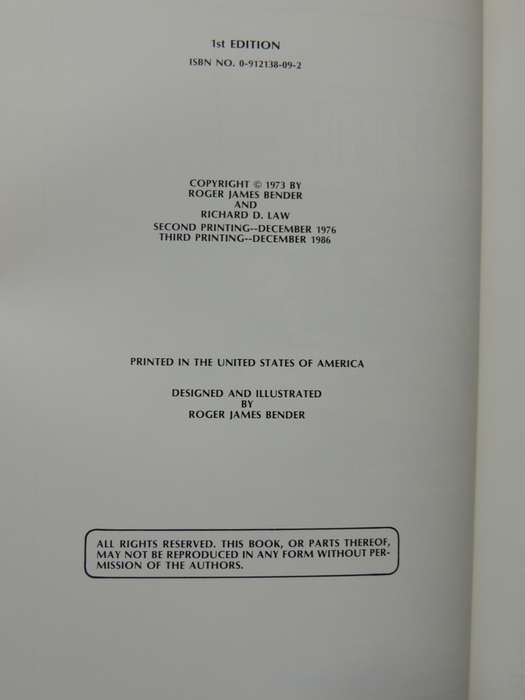 1st EDITION
ISBN NO. 0-912138-09-2
COPYRIGHT © 1973 BY
ROGER JAMES BENDER
AND
RICHARD D. LAW
SECOND PRINTING--DECEMBER 1976
THIRD PRINTING--DECEMBER 1986
PRINTED IN THE UNITED STATES OF AMERICA
DESIGNED AND ILLUSTRATED
BY
ROGER JAMES BENDER
ALL RIGHTS RESERVED. THIS BOOK, OR PARTS THEREOF,
MAY NOT BE REPRODUCED IN ANY FORM WITHOUT PER-
MISSION OF THE AUTHORS.